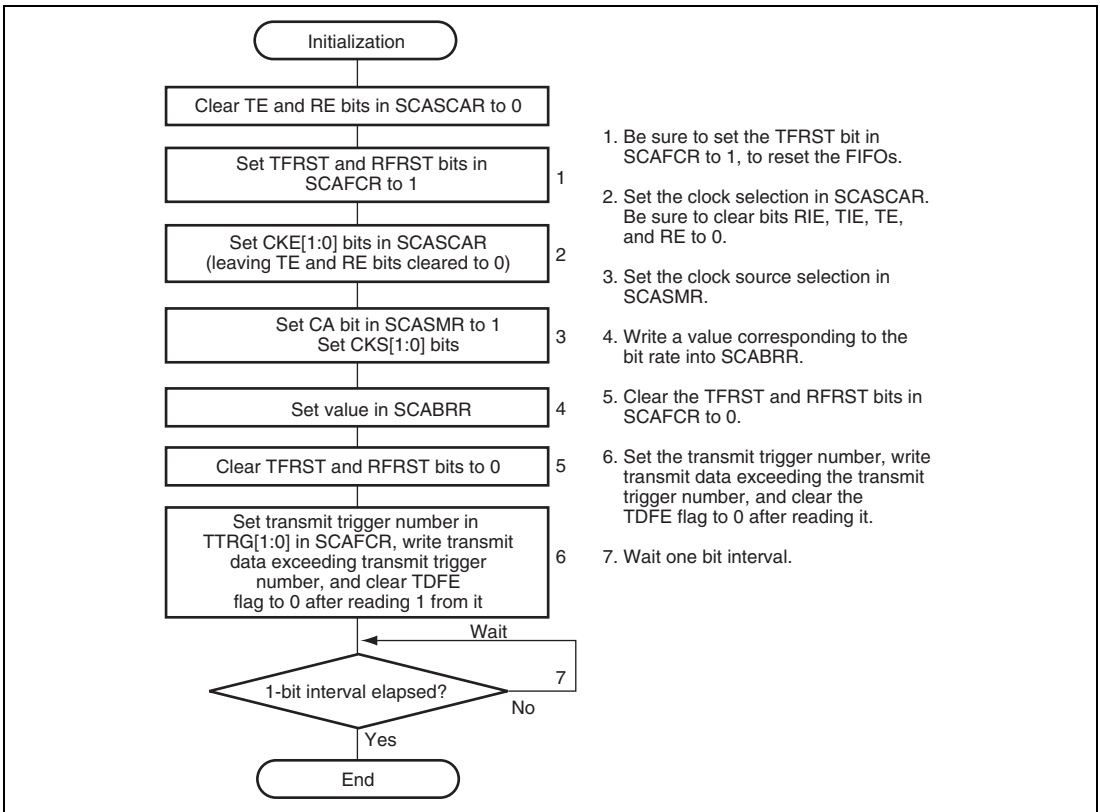 Initialization
Clear TE and RE bits in SCASCAR to 0
Set TFRST and RFRST bits in
SCAFCR to 1
1
Set CKE[1:0] bits in SCASCAR
(leaving TE and RE bits cleared to 0)
2
Set CA bit in SCASMR to 1
Set CKS[1:0] bits
3
Set value in SCABRR
4
Clear TFRST and RFRST bits to 0
5
Set transmit trigger number in
TTRG[1:0] in SCAFCR, write transmit
data exceeding transmit trigger
number, and clear TDFE
flag to 0 after reading 1 from it
6
Wait
1-bit interval elapsed?
7
No
Yes
End
1. Be sure to set the TFRST bit in
SCAFCR to 1, to reset the FIFOs.
2. Set the clock selection in SCASCAR.
Be sure to clear bits RIE, TIE, TE,
and RE to 0.
3. Set the clock source selection in
SCASMR.
4. Write a value corresponding to the
bit rate into SCABRR.
5. Clear the TFRST and RFRST bits in
SCAFCR to 0.
6. Set the transmit trigger number, write
transmit data exceeding the transmit
trigger number, and clear the
TDFE flag to 0 after reading it.
7. Wait one bit interval.